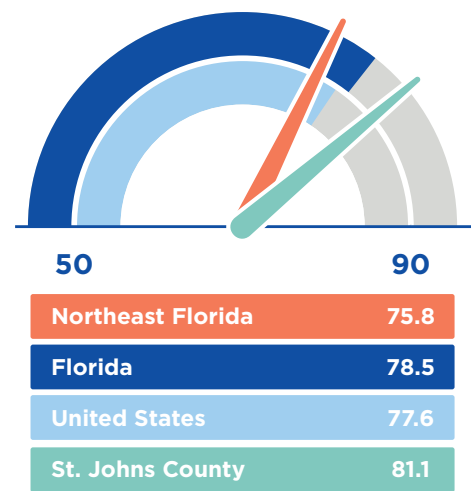 50 90
Northeast Florida 75.8
Florida 78.5
United States 77.6
St. Johns County 81.1